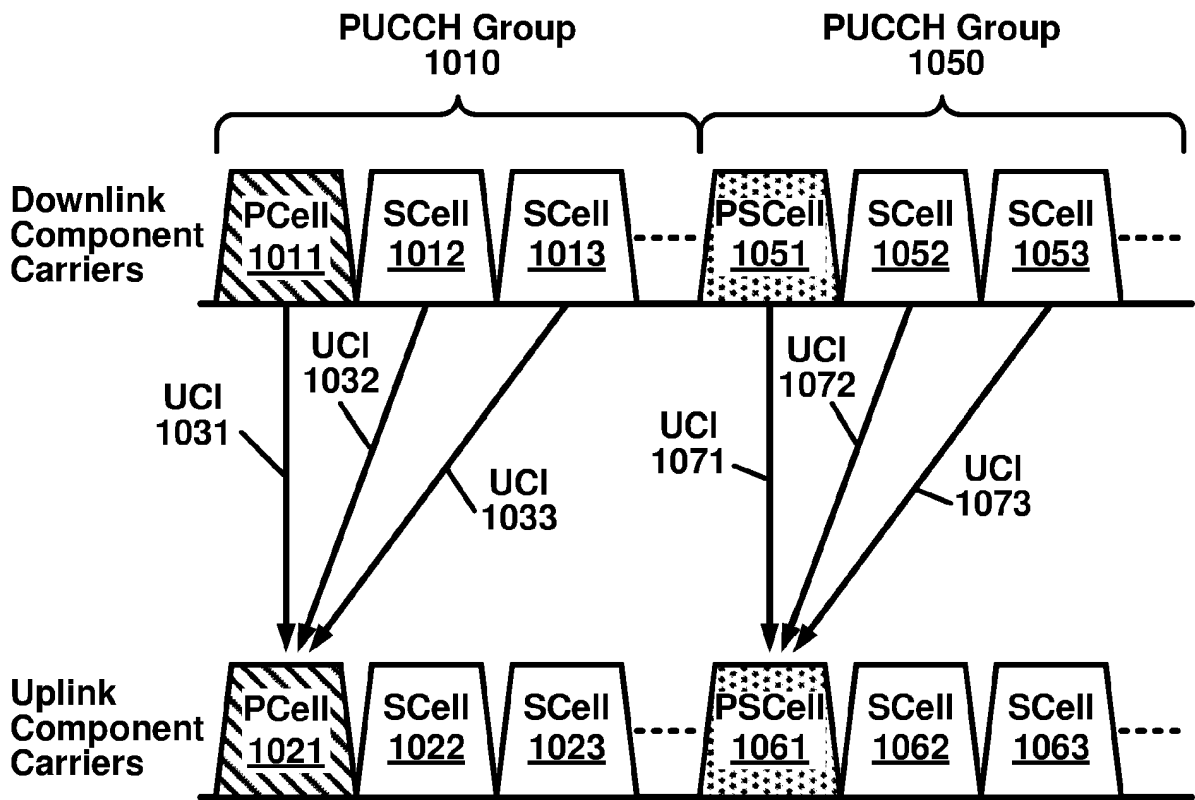 PUCCH Group
1010
PUCCH Group
1050
Downlink
Component
Carriers
PCell
1011
SCell
1012
SCell
1013
PSCell
1051
SCell
1052
SCell
1053
UCI
1031
UCI
1032
UCI
1033
UCI
1071
UCI
1072
UCI
1073
Uplink
Component
Carriers
PCell
1021
SCell
1022
SCell
1023
PSCell
1061
SCell
1062
SCell
1063